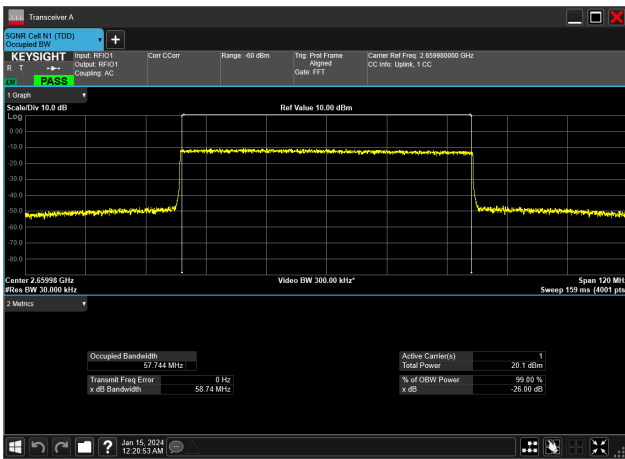 Transceiver A
5GNR Cell N1 (TDD)
Occupied BW
KEYSIGHT
R T
PASS
Input: RFIO1
Output: RFIO1
Coupling: AC
Corr CCorr
Range: -60 dBm
Trig: Prot Frame
Aligned
Gate: FFT
Carrier Ref Freq: 2.659980000 GHz
CC Info: Uplink, 1 CC
1 Graph
Scale/Div 10.0 dB
Ref Value 10.00 dBm
Log
0.00
-10.0
-20.0
-30.0
-40.0
-50.0
-60.0
-70.0
-80.0
Center 2.65998 GHz
Video BW 300.00 kHz*
Span 120 MHz
#Res BW 30.000 kHz
Sweep 159 ms (4001 pts
2 Metrics
Occupied Bandwidth
57.744 MHz
Transmit Freq Error 0 Hz
x dB Bandwidth 58.74 MHz
Active Carrier(s) 1
Total Power 20.1 dBm
% of OBW Power 99.00 %
x dB -26.00 dB
Jan 15, 2024
12:20:53 AM